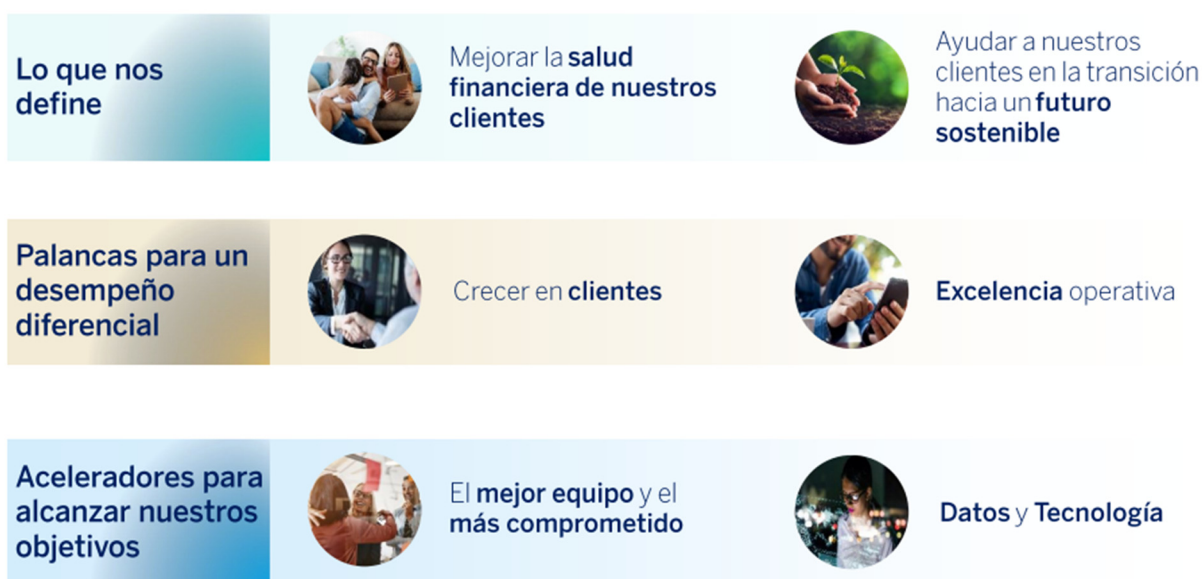 Lo que nos
define
Mejorar la salud
financiera de nuestros
clientes
Ayudar a nuestros
clientes en la transición
hacia un futuro
sostenible
Palancas para un
desempeño
diferencial
Crecer en clientes
Excelencia operativa
Aceleradores para
alcanzar nuestros
objetivos
El mejor equipo y el
más comprometido
Datos y Tecnología